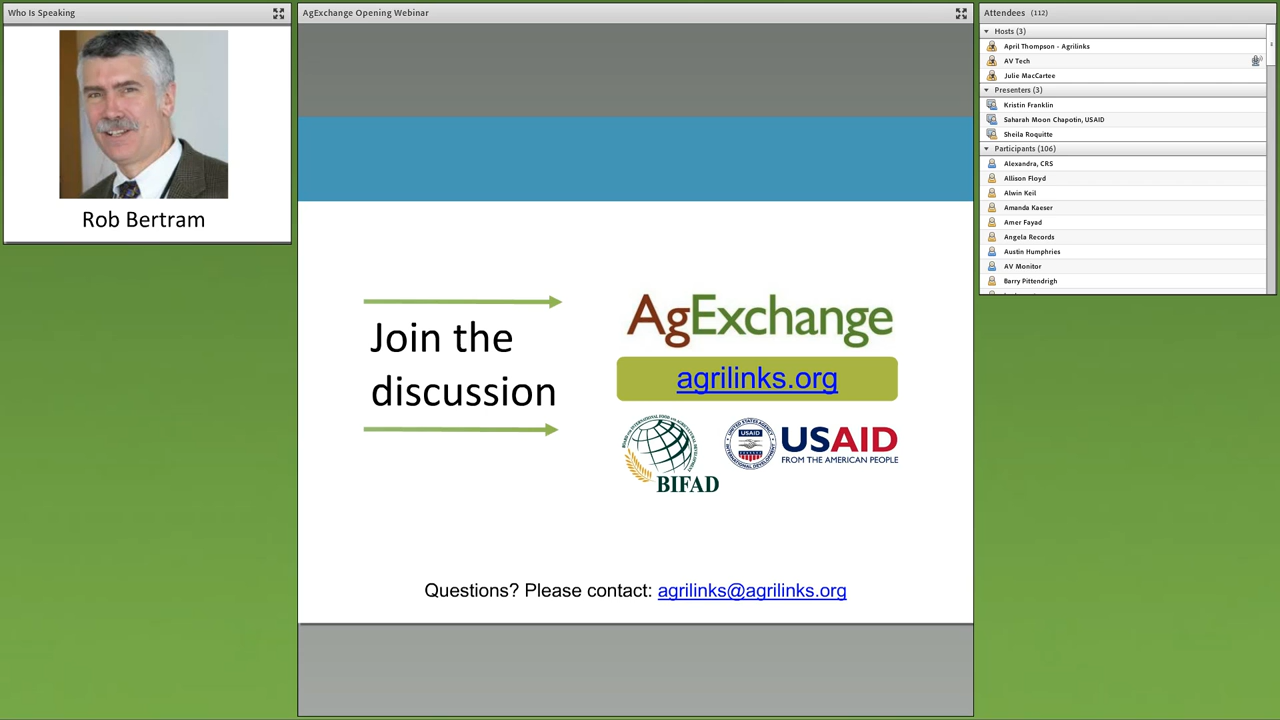 Who Is Speaking
Rob Bertram
AgExchange Opening Webinar
Join the
discussion
AgExchange
agrilinks.org
BIFAD
USAID
USAID
FROM THE AMERICAN PEOPLE
Questions? Please contact: agrilinks@agrilinks.org
Attendees (112)
Hosts (3)
April Thompson - Agrilinks
AV Tech
Julie MacCartee
Presenters (3)
Kristin Franklin
Saharah Moon Chapotin, USAID
Sheila Roquitte
Participants (106)
Alexandra, CRS
Allison Floyd
Alwin Keil
Amanda Kaeser
Amer Fayad
Angela Records
Austin Humphries
AV Monitor
Barry Pittendrigh